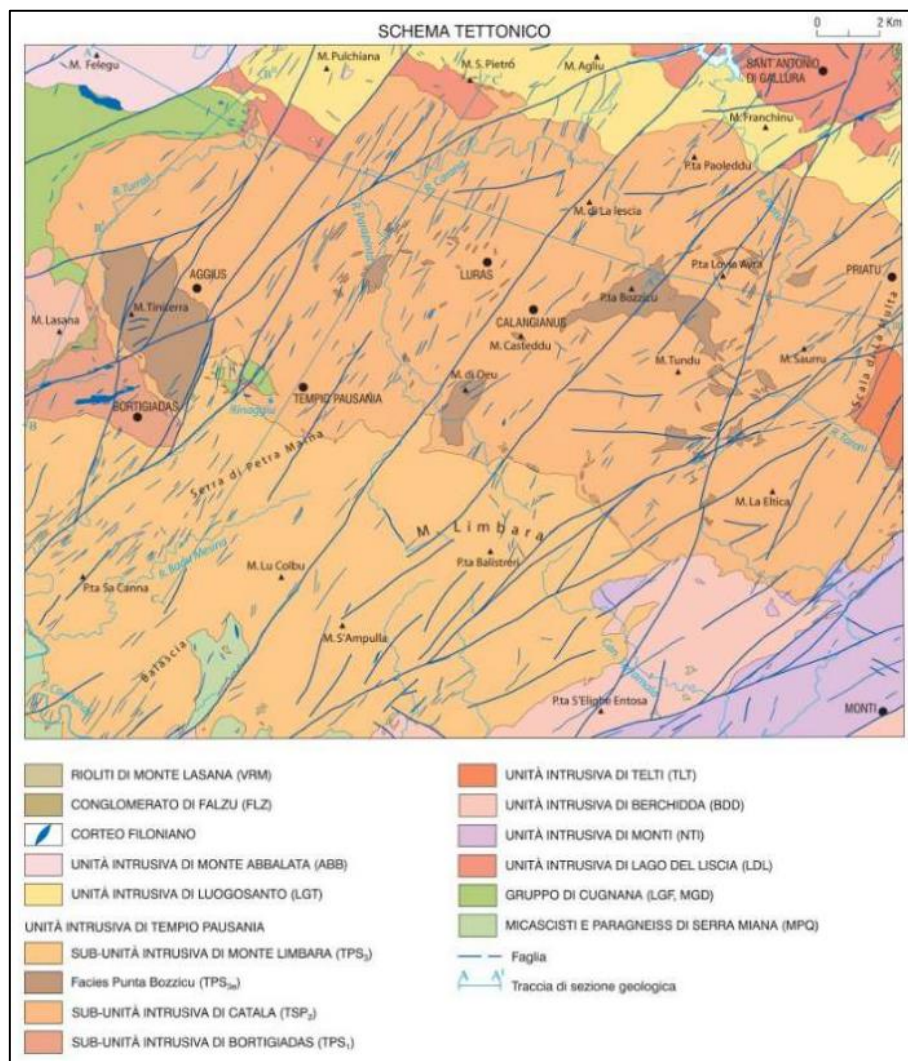 SCHEMA TETTONICO
0 2 Km
A
M. Felegu
M. Pulchiana
M. S. Pietro
M. Agliu
SANT'ANTONIO
DI GALLURA
M. Franchinu
P.ta Paoleddu
R. Turrali
M. di La Iescia
LURAS
P.ta Lovia Avra
PRIATU
AGGIUS
P.ta Bozzicu
CALANGIANUS
M. Lasana
M. Casteddu
M. Tundu
M. Saurru
M. di Deu
TEMPIO PAUSANIA
Rinaggiu
BORTIGIADAS
B
Serra di Petra Maina
M. La Eltica
M. Limbara
P.ta Balistreri
M. Lu Colbu
P.ta Sa Canna
M. S'Ampulla
Balascia
P.ta S'Elighe Entosa
MONTI
RIOLITI DI MONTE LASANA (VRM)
CONGLOMERATO DI FALZU (FLZ)
CORTEO FILONIANO
UNITÀ INTRUSIVA DI MONTE ABBALATA (ABB)
UNITÀ INTRUSIVA DI LUOGOSANTO (LGT)
UNITÀ INTRUSIVA DI TEMPIO PAUSANIA
SUB-UNITÀ INTRUSIVA DI MONTE LIMBARA (TPS3)
Facies Punta Bozzicu (TPS3a)
SUB-UNITÀ INTRUSIVA DI CATALA (TSP2)
SUB-UNITÀ INTRUSIVA DI BORTIGIADAS (TPS1)
UNITÀ INTRUSIVA DI TELTI (TLT)
UNITÀ INTRUSIVA DI BERCHIDDA (BDD)
UNITÀ INTRUSIVA DI MONTI (NTI)
UNITÀ INTRUSIVA DI LAGO DEL LISCIA (LDL)
GRUPPO DI CUGNANA (LGF, MGD)
MICASCISTI E PARAGNEISS DI SERRA MIANA (MPQ)
Faglia
A A' Traccia di sezione geologica